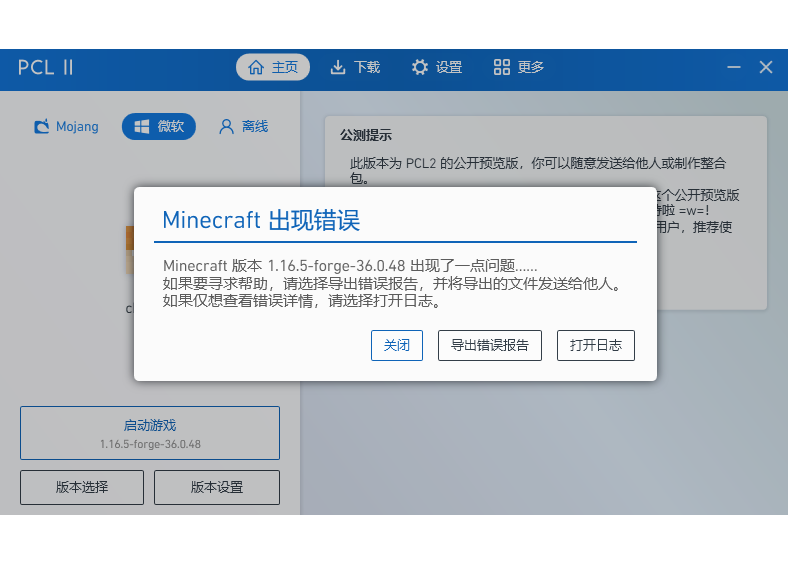 PCL II
主页
下载
设置
更多
Mojang
微软
离线
公测提示
此版本为 PCL2 的公开预览版，你可以随意发送给他人或制作整合
包。
个公开预览版
啦 =w=！
用户，推荐使
Minecraft 出现错误
Minecraft 版本 1.16.5-forge-36.0.48 出现了一点问题......
如果要寻求帮助，请选择导出错误报告，并将导出的文件发送给他人。
如果仅想查看错误详情，请选择打开日志。
关闭
导出错误报告
打开日志
启动游戏
1.16.5-forge-36.0.48
版本选择
版本设置